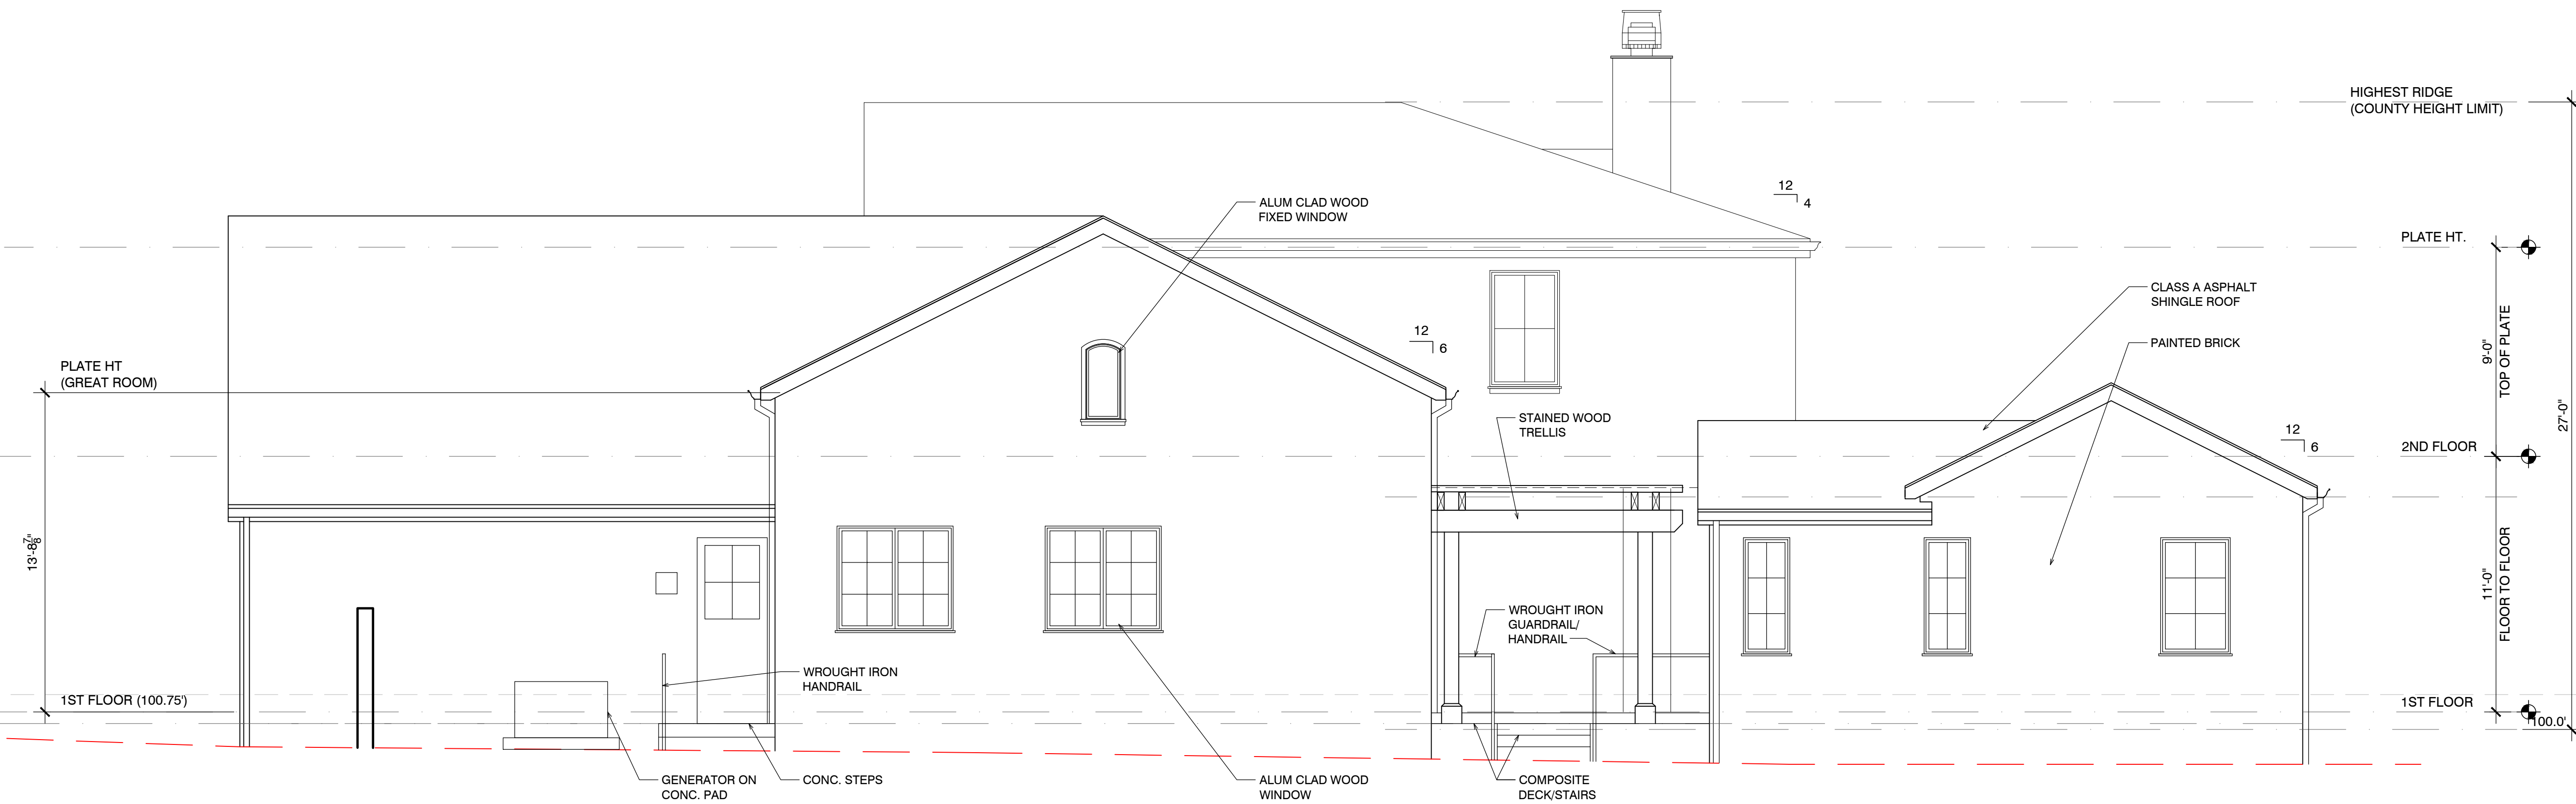 HIGHEST RIDGE
(COUNTY HEIGHT LIMIT)
12
4
ALUM CLAD WOOD
FIXED WINDOW
PLATE HT.
CLASS A ASPHALT
SHINGLE ROOF
PAINTED BRICK
9'-0"
TOP OF PLATE
12
6
PLATE HT
(GREAT ROOM)
STAINED WOOD
TRELLIS
27'-0"
12
6
2ND FLOOR
13'-8⅞"
11'-0"
FLOOR TO FLOOR
WROUGHT IRON
GUARDRAIL/
HANDRAIL
WROUGHT IRON
HANDRAIL
1ST FLOOR (100.75')
1ST FLOOR
100.0'
GENERATOR ON
CONC. PAD
CONC. STEPS
ALUM CLAD WOOD
WINDOW
COMPOSITE
DECK/STAIRS